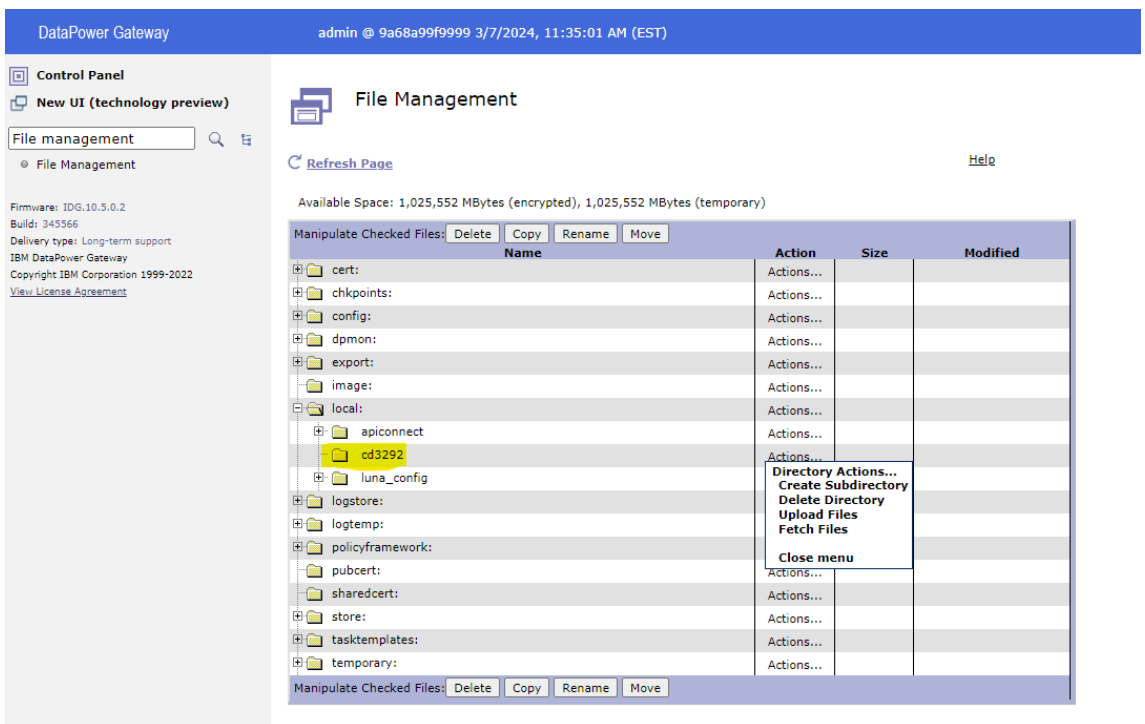 DataPower Gateway
admin @ 9a68a99f9999 3/7/2024, 11:35:01 AM (EST)
Control Panel
New UI (technology preview)
File management
File Management
Firmware: IDG.10.5.0.2
Build: 345566
Delivery type: Long-term support
IBM DataPower Gateway
Copyright IBM Corporation 1999-2022
View License Agreement
File Management
Refresh Page
Help
Available Space: 1,025,552 MBytes (encrypted), 1,025,552 MBytes (temporary)
Manipulate Checked Files: Delete Copy Rename Move
Name Action Size Modified
cert: Actions...
chkpoints: Actions...
config: Actions...
dpmon: Actions...
export: Actions...
image: Actions...
local: Actions...
apiconnect Actions...
cd3292 Actions...
luna_config
Directory Actions...
Create Subdirectory
Delete Directory
Upload Files
Fetch Files
Close menu
logstore:
logtemp:
policyframework:
pubcert: Actions...
sharedcert: Actions...
store: Actions...
tasktemplates: Actions...
temporary: Actions...
Manipulate Checked Files: Delete Copy Rename Move